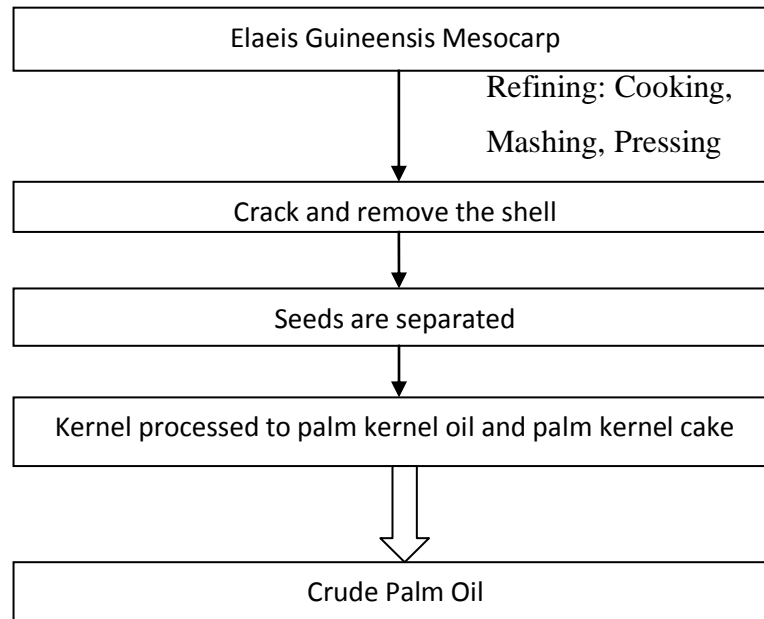 Elaeis Guineensis Mesocarp
Refining: Cooking,
Mashing, Pressing
Crack and remove the shell
Seeds are separated
Kernel processed to palm kernel oil and palm kernel cake
Crude Palm Oil